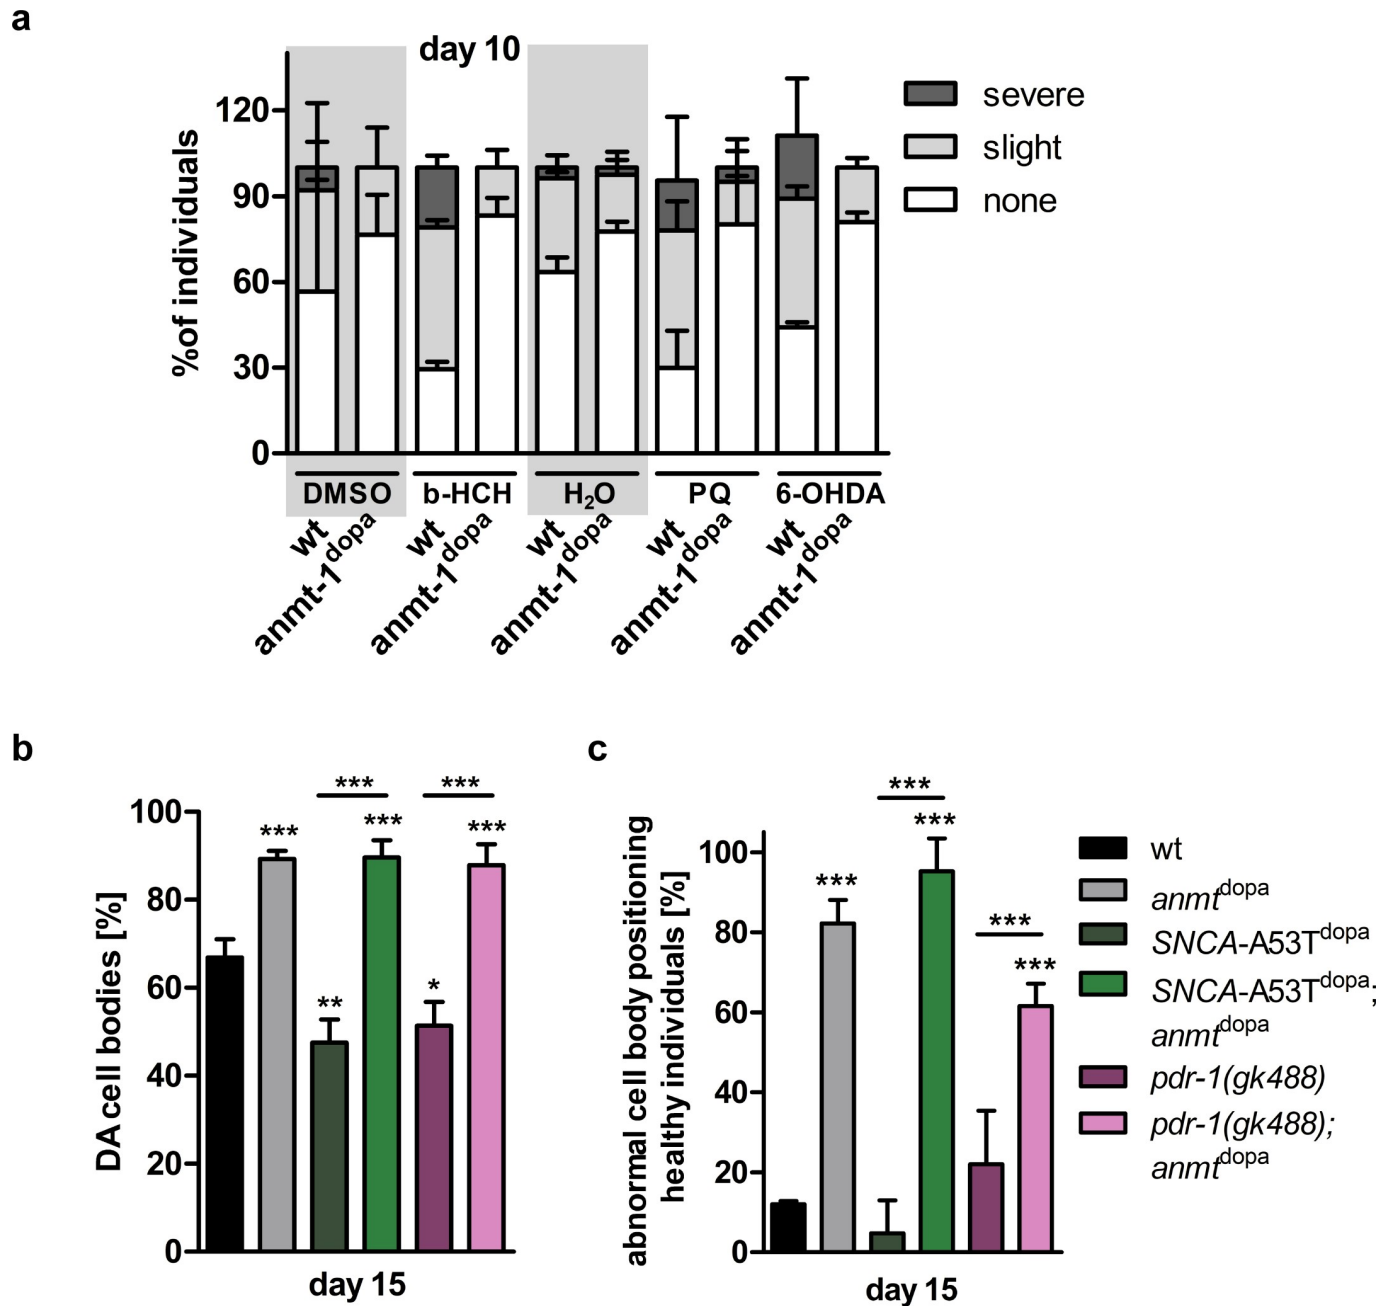 a
day 10
%of individuals
120
90
60
30
0
severe
slight
none
DMSO b-HCH H₂O PQ 6-OHDA
wt wt wt wt wt
anmt-1dopa anmt-1dopa anmt-1dopa anmt-1dopa anmt-1dopa
b
DA cell bodies [%]
100
80
60
40
20
0
*** *** *** *** *** ** *
day 15
c
abnormal cell body positioning
healthy individuals [%]
100
80
60
40
20
0
*** *** *** *** ***
day 15
wt
anmtdopa
SNCA-A53Tdopa
SNCA-A53Tdopa;
anmtdopa
pdr-1(gk488)
pdr-1(gk488);
anmtdopa